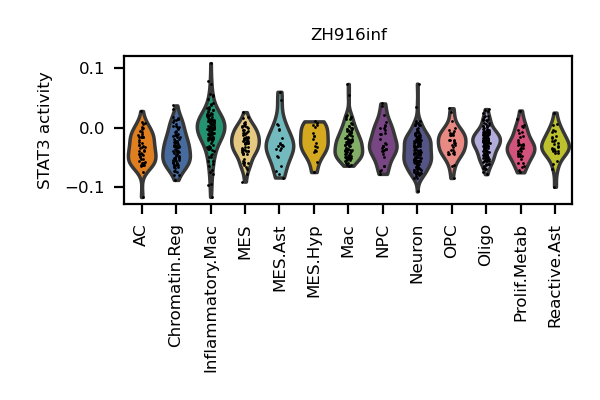 ZH916inf
STAT3 activity
0.1
0.0
−0.1
AC
Chromatin.Reg
Inflammatory.Mac
MES
MES.Ast
MES.Hyp
Mac
NPC
Neuron
OPC
Oligo
Prolif.Metab
Reactive.Ast